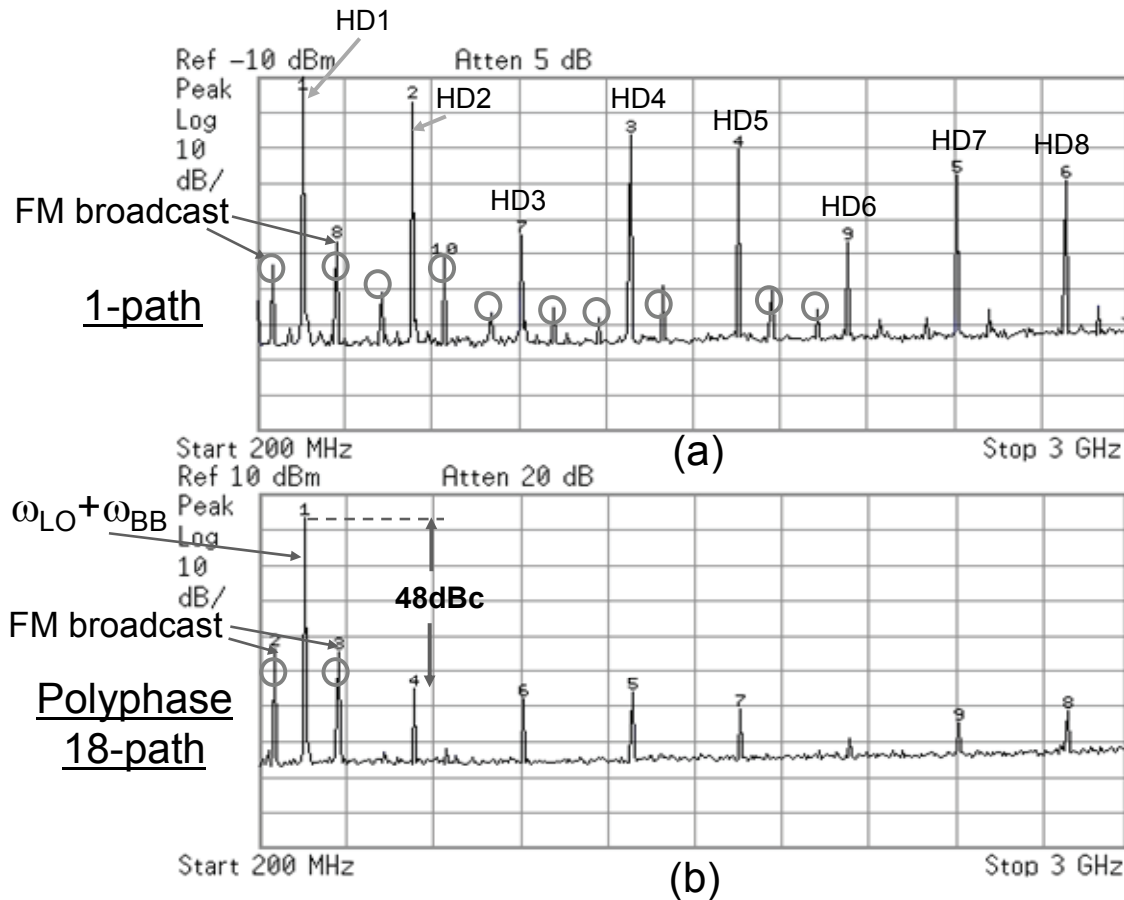 HD1
Ref -10 dBm Atten 5 dB
Peak
Log
10
dB/
1 2 HD2 HD4 HD5 HD7 HD8
3 4 5 6
FM broadcast
HD3 HD6
8 10 7 9
1-path
Start 200 MHz (a) Stop 3 GHz
Ref 10 dBm Atten 20 dB
ωLO+ωBB
Peak
Log
10
dB/
1
48dBc
FM broadcast
2 3
4 6 5 7 9 8
Polyphase
18-path
Start 200 MHz (b) Stop 3 GHz